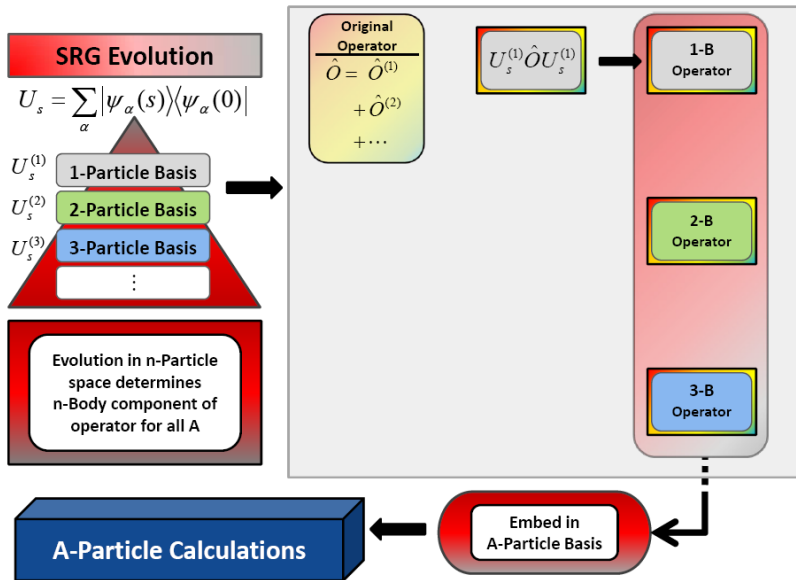 SRG Evolution
U_s = \sum_α |ψ_α(s)⟩⟨ψ_α(0)|
U_s^{(1)} 1-Particle Basis
U_s^{(2)} 2-Particle Basis
U_s^{(3)} 3-Particle Basis
⋮
Evolution in n-Particle
space determines
n-Body component of
operator for all A
Original
Operator
Ô = Ô^{(1)}
+ Ô^{(2)}
+ ⋯
U_s^{(1)} Ô U_s^{(1)}
1-B
Operator
2-B
Operator
3-B
Operator
Embed in
A-Particle Basis
A-Particle Calculations